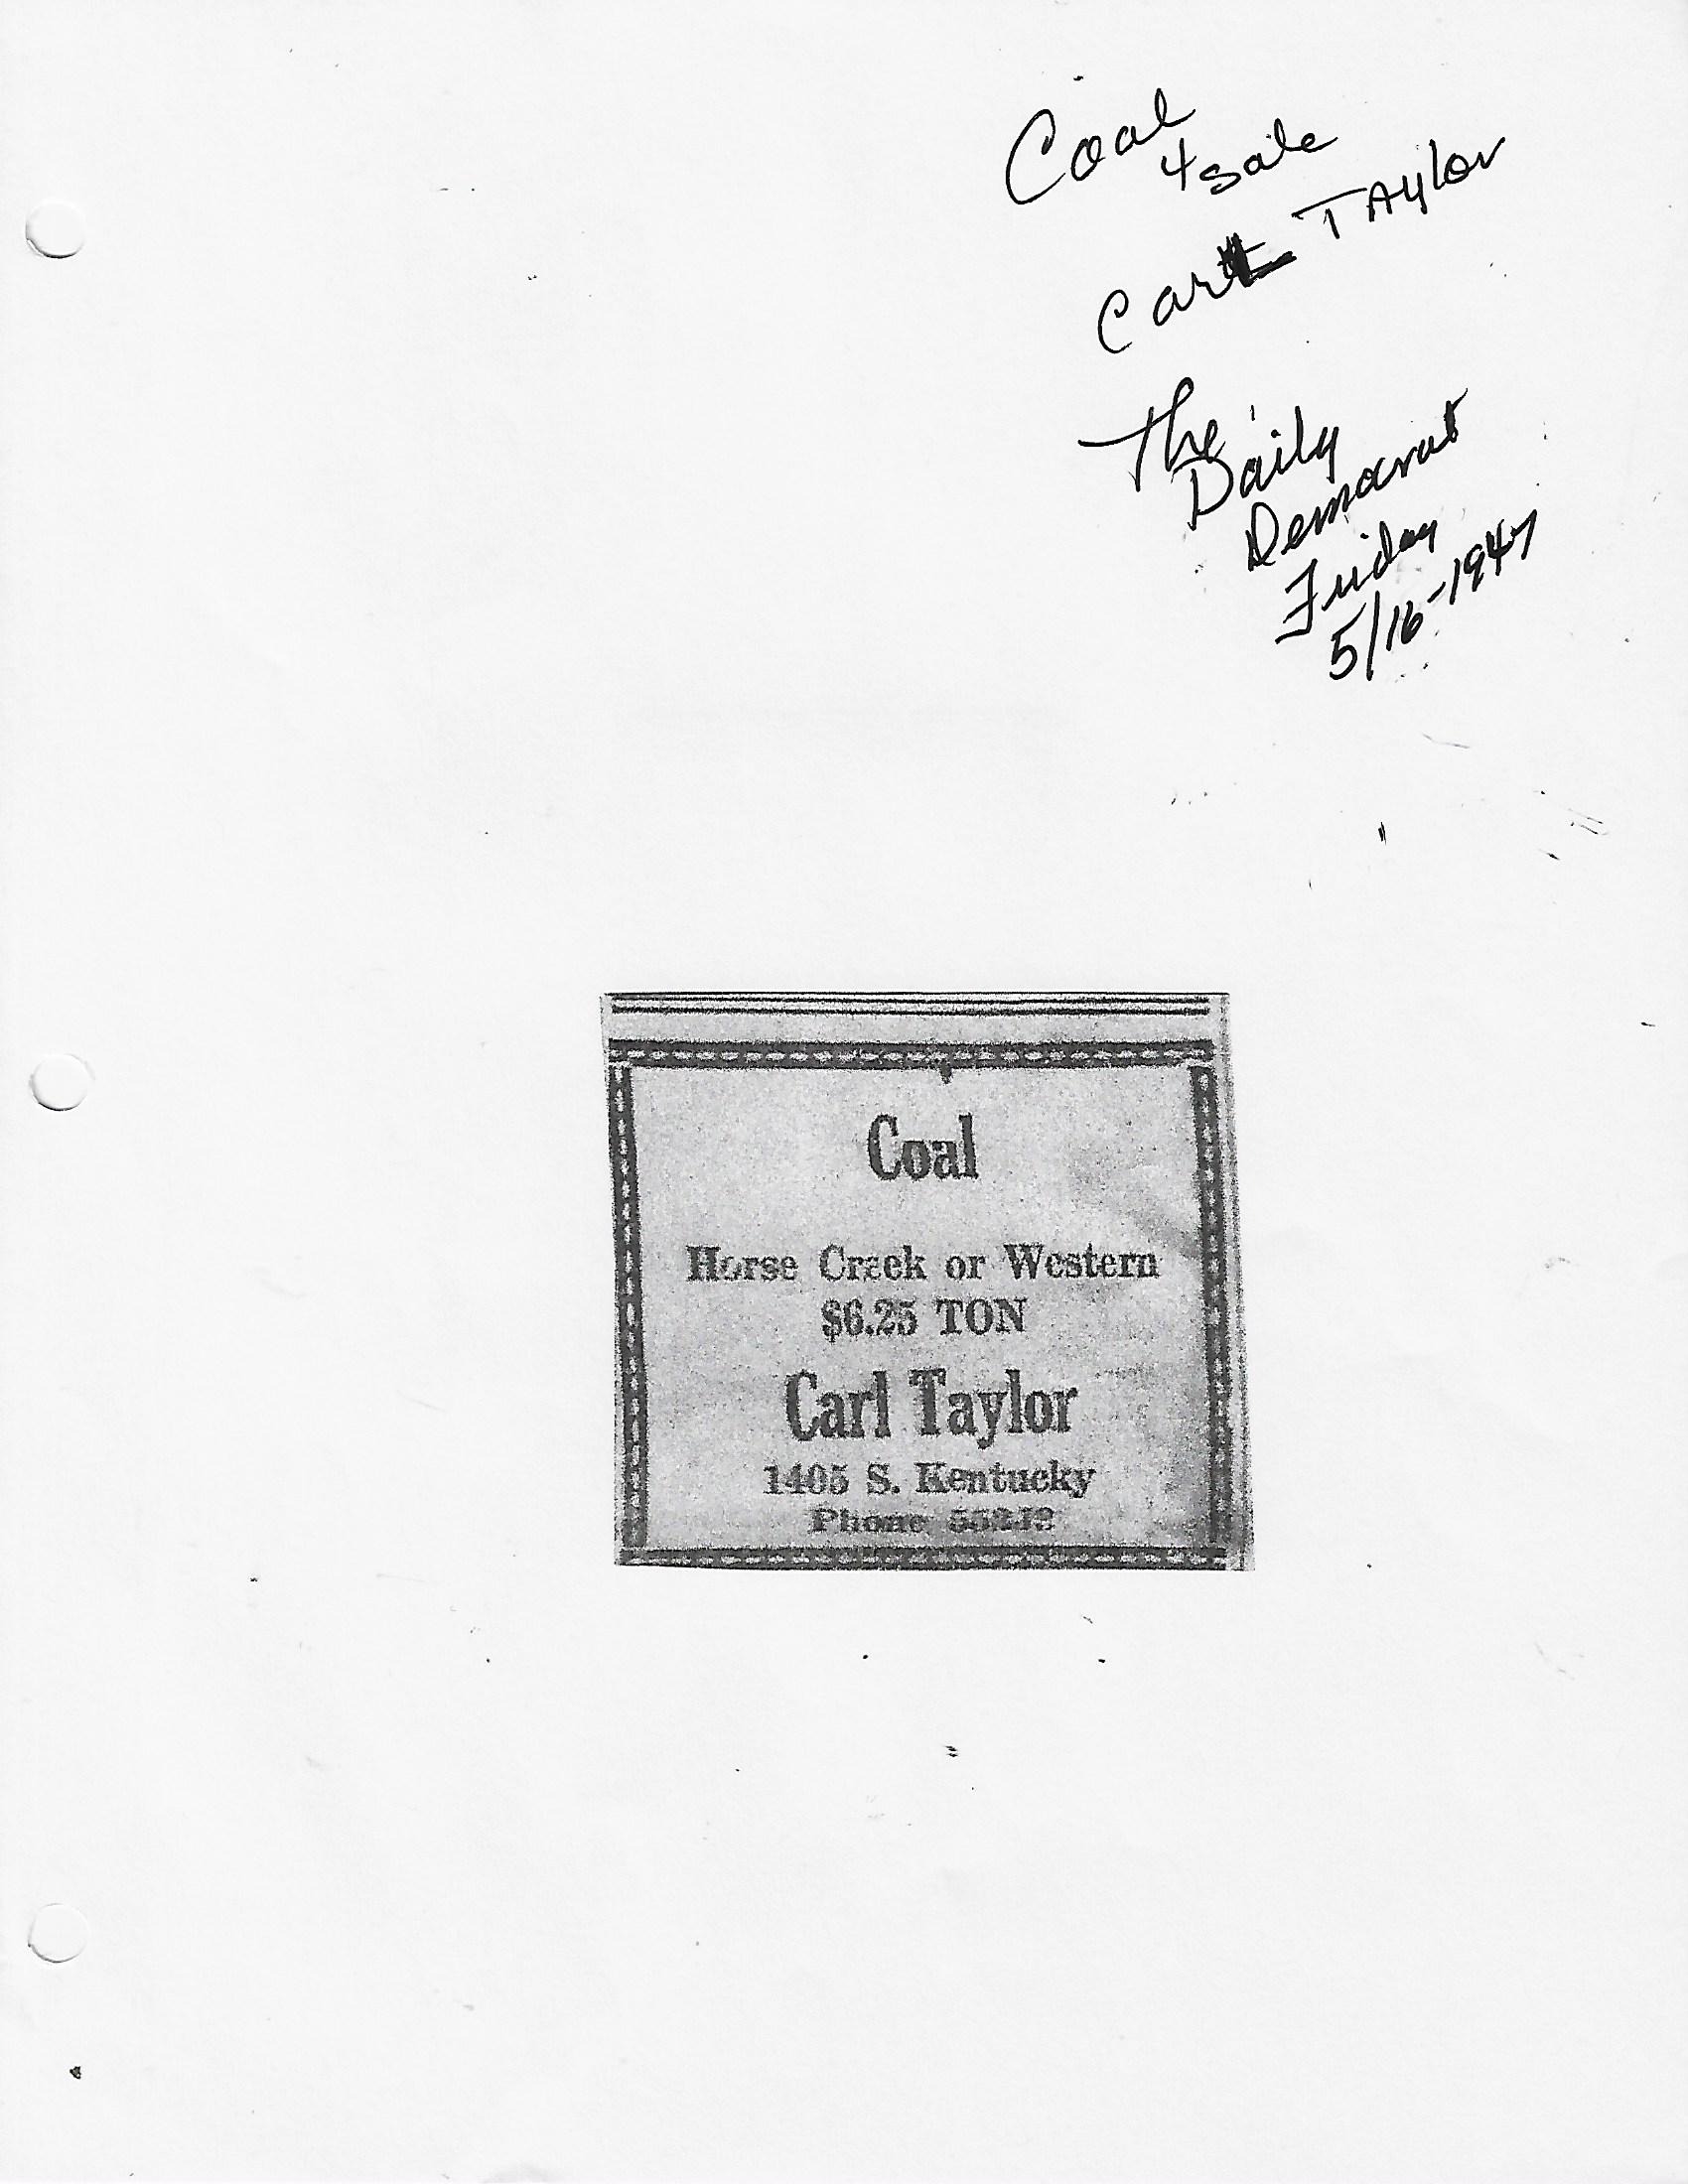 Coal
4 sale
Carl Taylor
The
Daily
Democrat
Friday
5/16-1947
Coal
Horse Creek or Western
$6.25 TON
Carl Taylor
1405 S. Kentucky
Phone